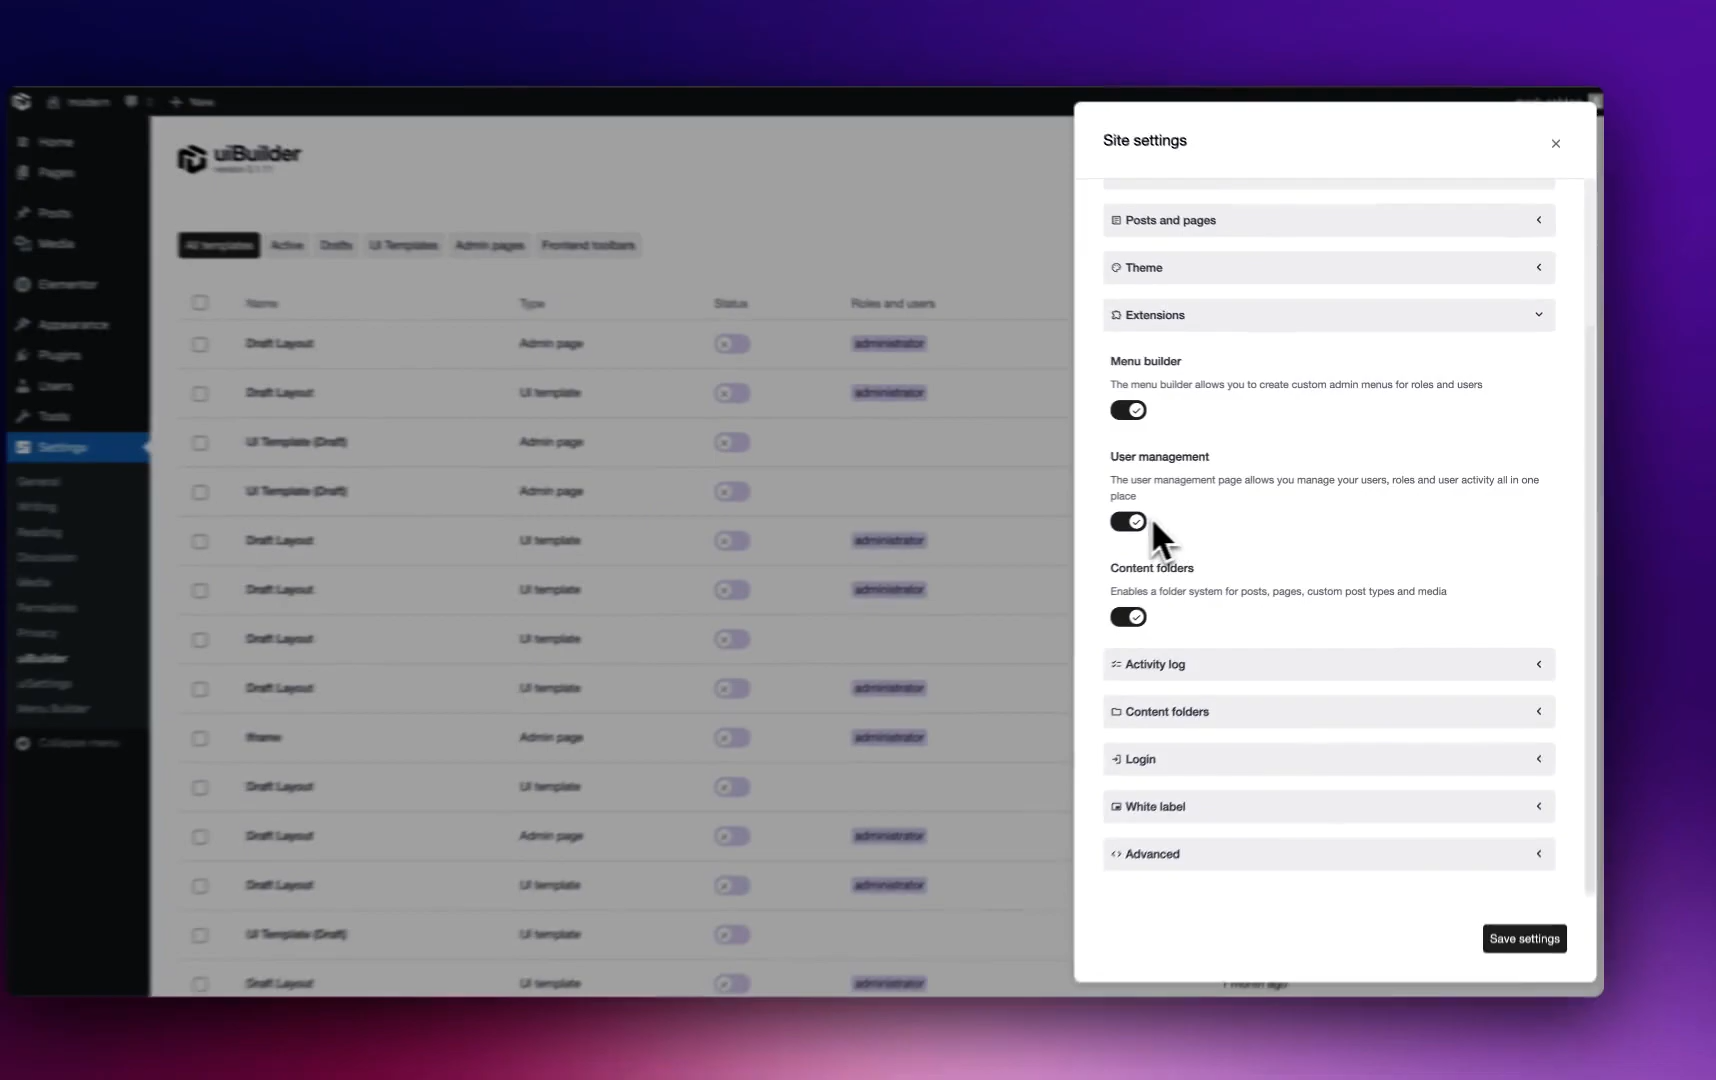 modern
New
Home
Pages
Posts
Media
Elementor
Appearance
Plugins
Users
Tools
Settings
General
Writing
Reading
Discussion
Media
Permalinks
Privacy
uiBuilder
Menu Builder
Collapse menu
uiBuilder
All templates
Active
Drafts
UI Templates
Admin pages
Frontend toolbars
Name Type Status Roles and users
Draft Layout Admin page administrator
Draft Layout UI template administrator
UI Template (Draft) Admin page
UI Template (Draft) Admin page
Draft Layout UI template administrator
Draft Layout UI template administrator
Draft Layout UI template
Draft Layout UI template administrator
Iframe Admin page administrator
Draft Layout UI template
Draft Layout Admin page administrator
Draft Layout UI template administrator
UI Template (Draft) UI template
Draft Layout UI template administrator
1 month ago
Site settings
Posts and pages
Theme
Extensions
Menu builder
The menu builder allows you to create custom admin menus for roles and users
User management
The user management page allows you manage your users, roles and user activity all in one
place
Content folders
Enables a folder system for posts, pages, custom post types and media
Activity log
Content folders
Login
White label
Advanced
Save settings